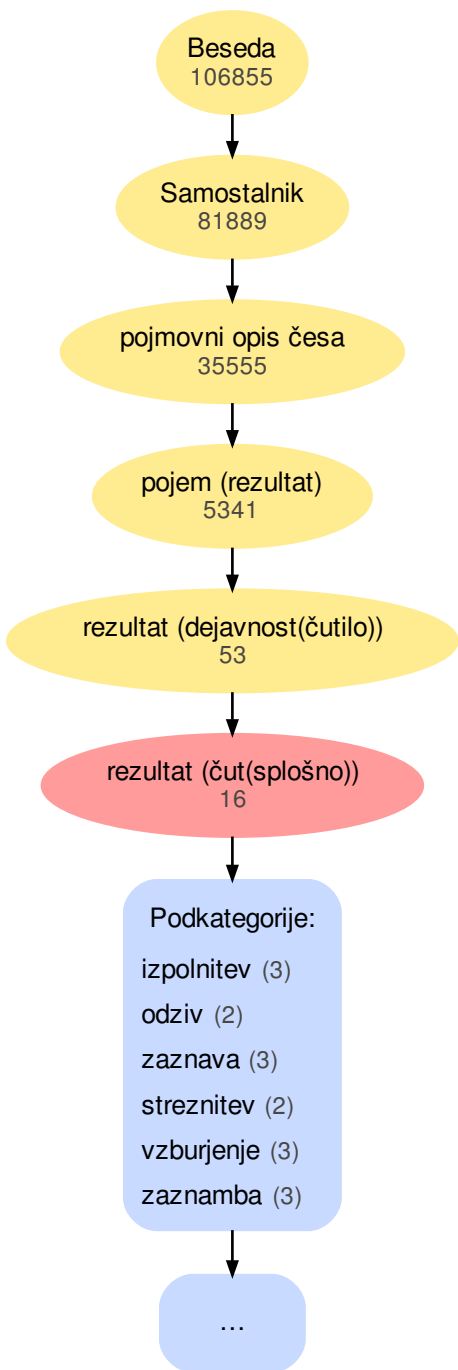 Beseda
106855
Samostalnik
81889
pojmovni opis česa
35555
pojem (rezultat)
5341
rezultat (dejavnost(čutilo))
53
rezultat (čut(splošno))
16
Podkategorije:
izpolnitev (3)
odziv (2)
zaznava (3)
streznitev (2)
vzburjenje (3)
zaznamba (3)
...